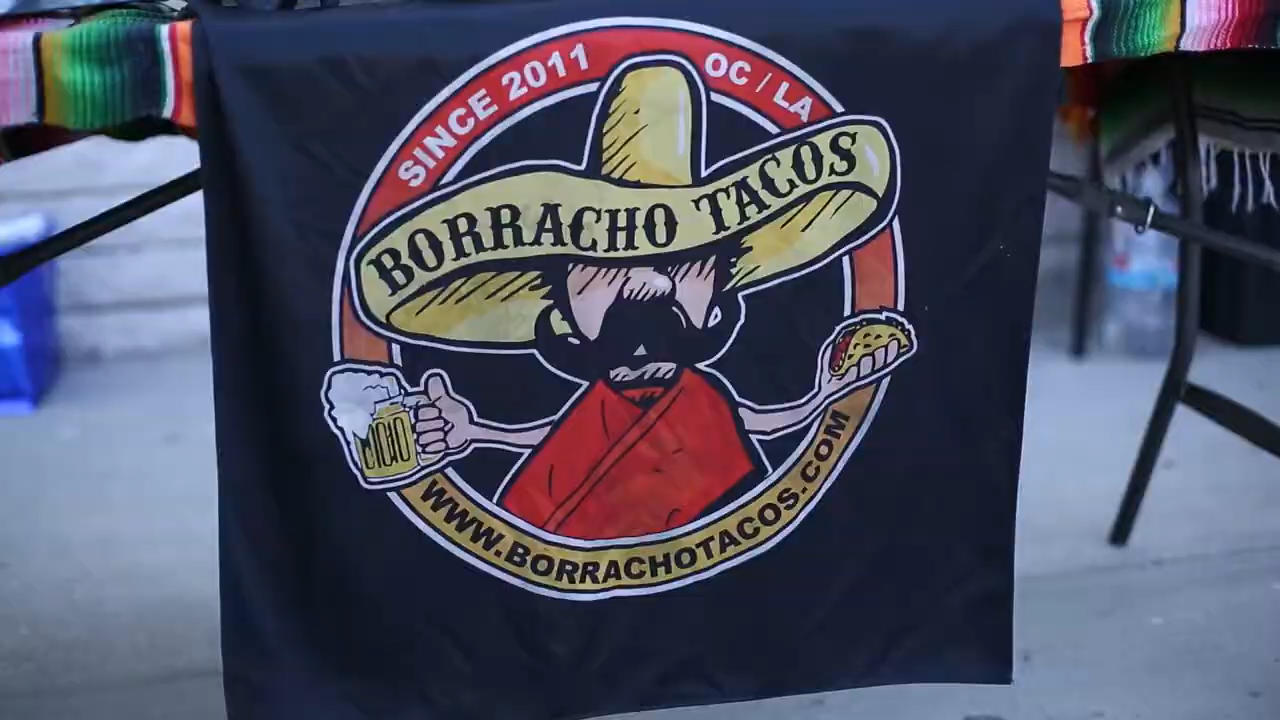 SINCE 2011
OC / LA
BORRACHO TACOS
WWW.BORRACHOTACOS.COM